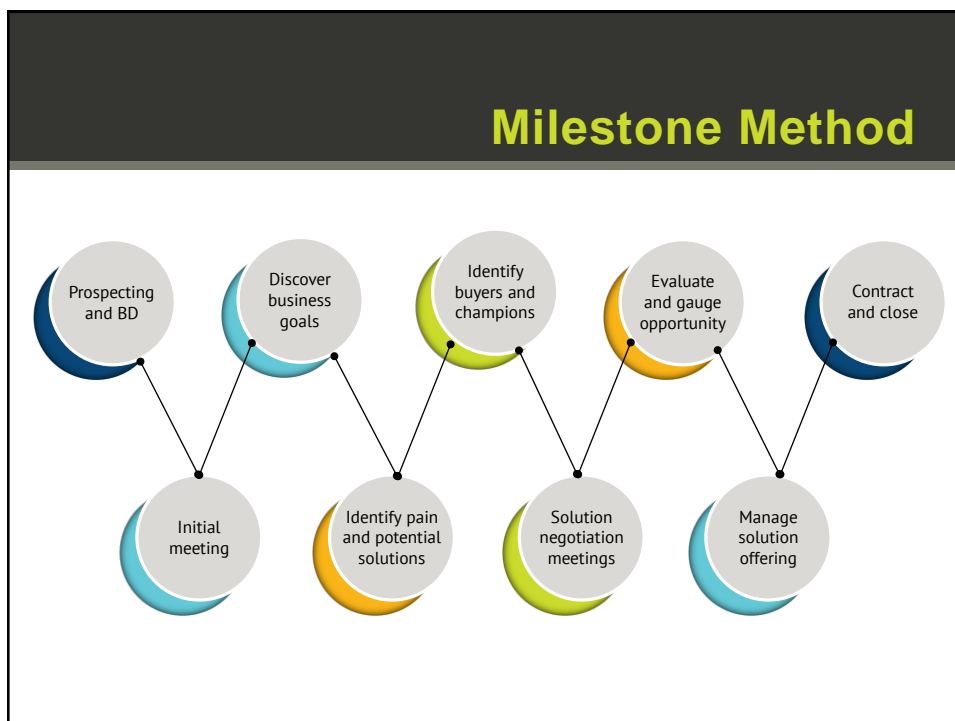 Milestone Method
Prospecting
and BD
Discover
business
goals
Identify
buyers and
champions
Evaluate
and gauge
opportunity
Contract
and close
Initial
meeting
Identify pain
and potential
solutions
Solution
negotiation
meetings
Manage
solution
offering